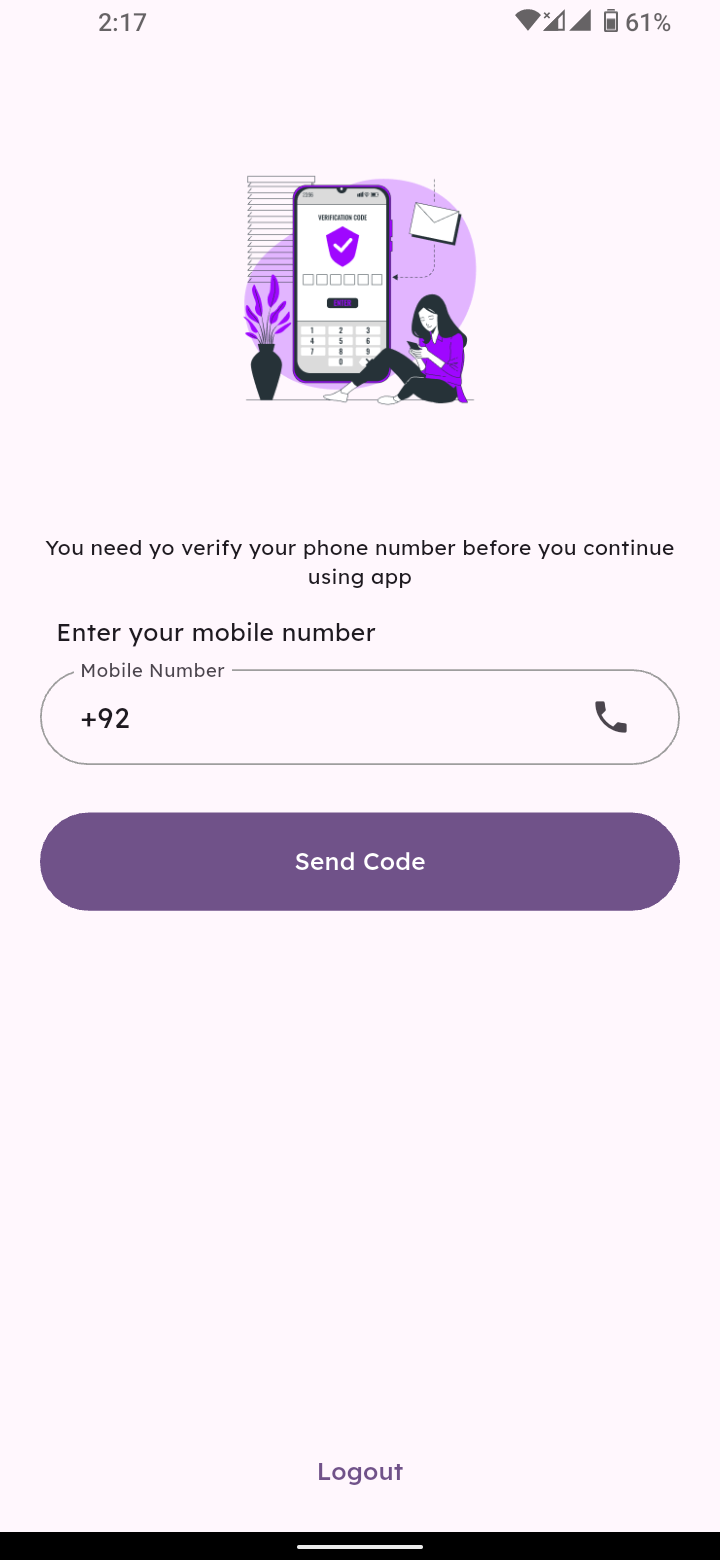 2:17 61%
VERIFICATION CODE
ENTER
1 2 3
4 5 6
7 8 9
0
You need yo verify your phone number before you continue
using app
Enter your mobile number
Mobile Number
+92
Send Code
Logout